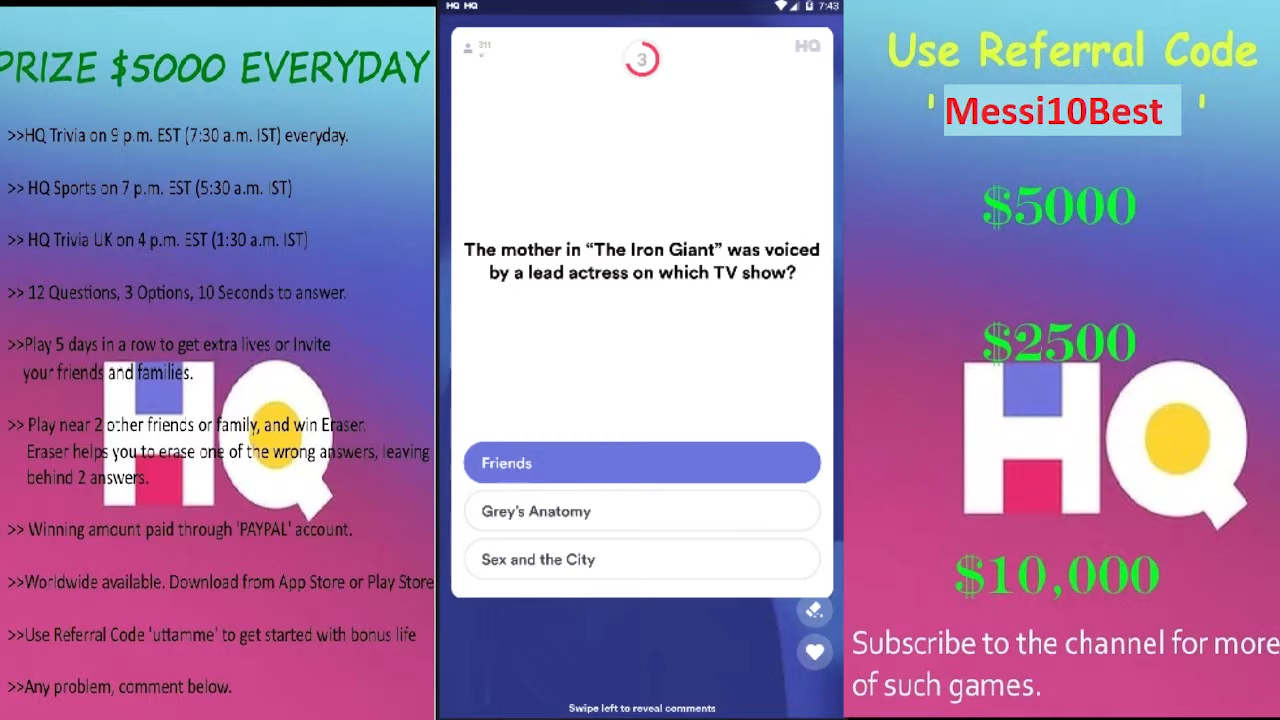 PRIZE $5000 EVERYDAY
>>HQ Trivia on 9 p.m. EST (7:30 a.m. IST) everyday.
>> HQ Sports on 7 p.m. EST (5:30 a.m. IST)
>> HQ Trivia UK on 4 p.m. EST (1:30 a.m. IST)
>> 12 Questions, 3 Options, 10 Seconds to answer.
>>Play 5 days in a row to get extra lives or Invite
your friends and families.
>> Play near 2 other friends or family, and win Eraser.
Eraser helps you to erase one of the wrong answers, leaving
behind 2 answers.
>> Winning amount paid through 'PAYPAL' account.
>>Worldwide available. Download from App Store or Play Store
>>Use Referral Code 'uttamme' to get started with bonus life
>>Any problem, comment below.
HQ
HQ HQ
7:43
311
3
HQ
The mother in “The Iron Giant” was voiced
by a lead actress on which TV show?
Friends
Grey's Anatomy
Sex and the City
Swipe left to reveal comments
Use Referral Code
' Messi10Best '
$5000
$2500
HQ
$10,000
Subscribe to the channel for more
of such games.